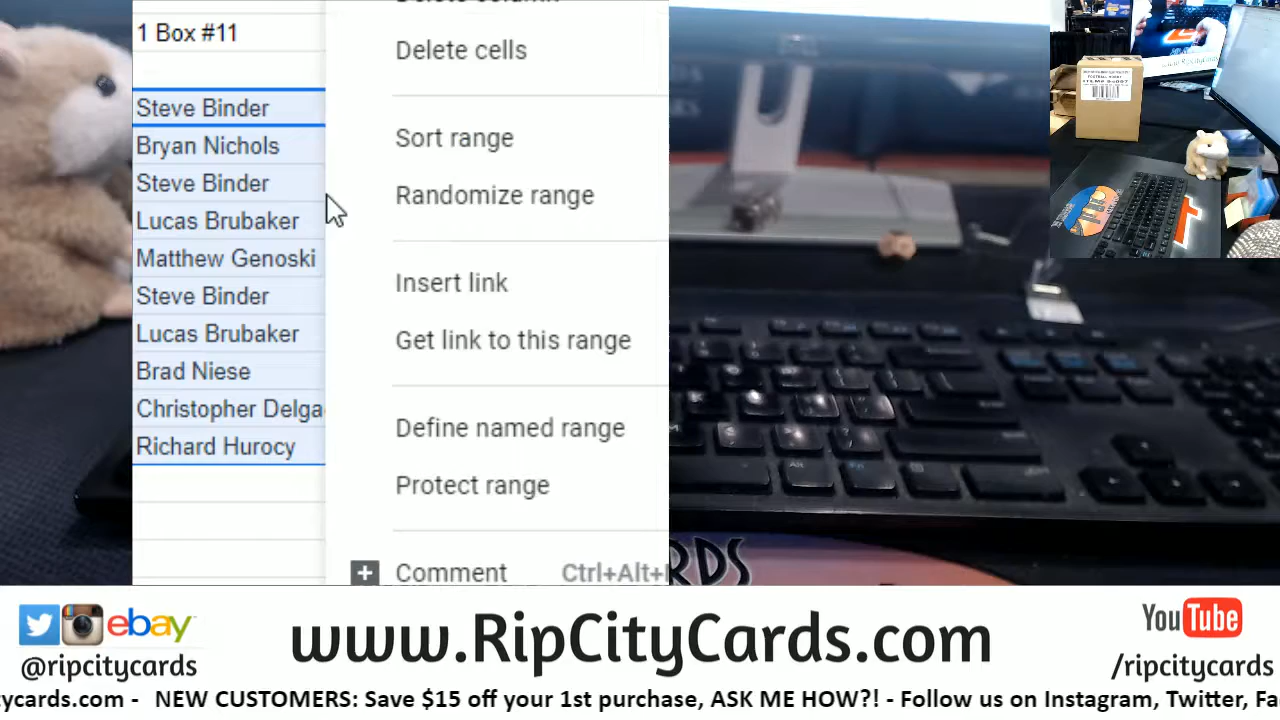 1 Box #11
Steve Binder
Bryan Nichols
Steve Binder
Lucas Brubaker
Matthew Genoski
Steve Binder
Lucas Brubaker
Brad Niese
Christopher Delga
Richard Hurocy
Delete cells
Sort range
Randomize range
Insert link
Get link to this range
Define named range
Protect range
Comment Ctrl+Alt+
RDS
ebay
@ripcitycards
www.RipCityCards.com
YouTube
/ripcitycards
tycards.com - NEW CUSTOMERS: Save $15 off your 1st purchase, ASK ME HOW?! - Follow us on Instagram, Twitter, Fa